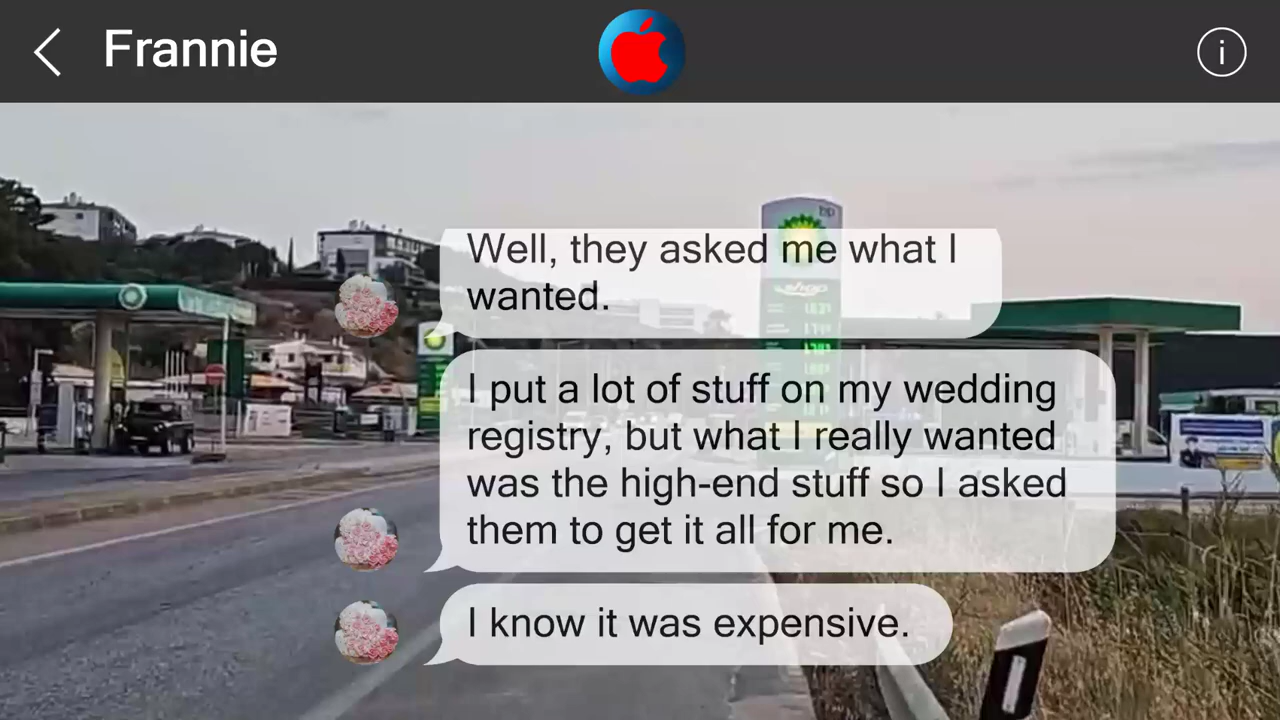 Frannie
i
bp
Well, they asked me what I
wanted.
I put a lot of stuff on my wedding
registry, but what I really wanted
was the high-end stuff so I asked
them to get it all for me.
I know it was expensive.